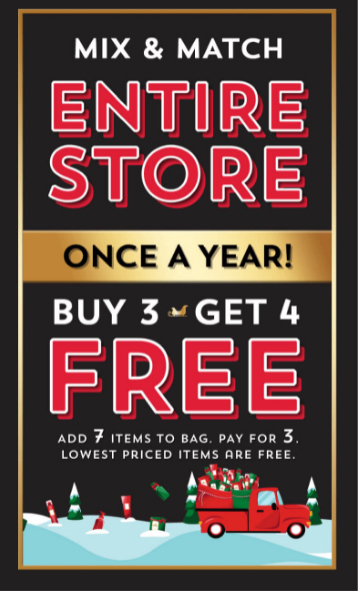 MIX & MATCH
ENTIRE
STORE
ONCE A YEAR!
BUY 3 GET 4
FREE
ADD 7 ITEMS TO BAG. PAY FOR 3.
LOWEST PRICED ITEMS ARE FREE.